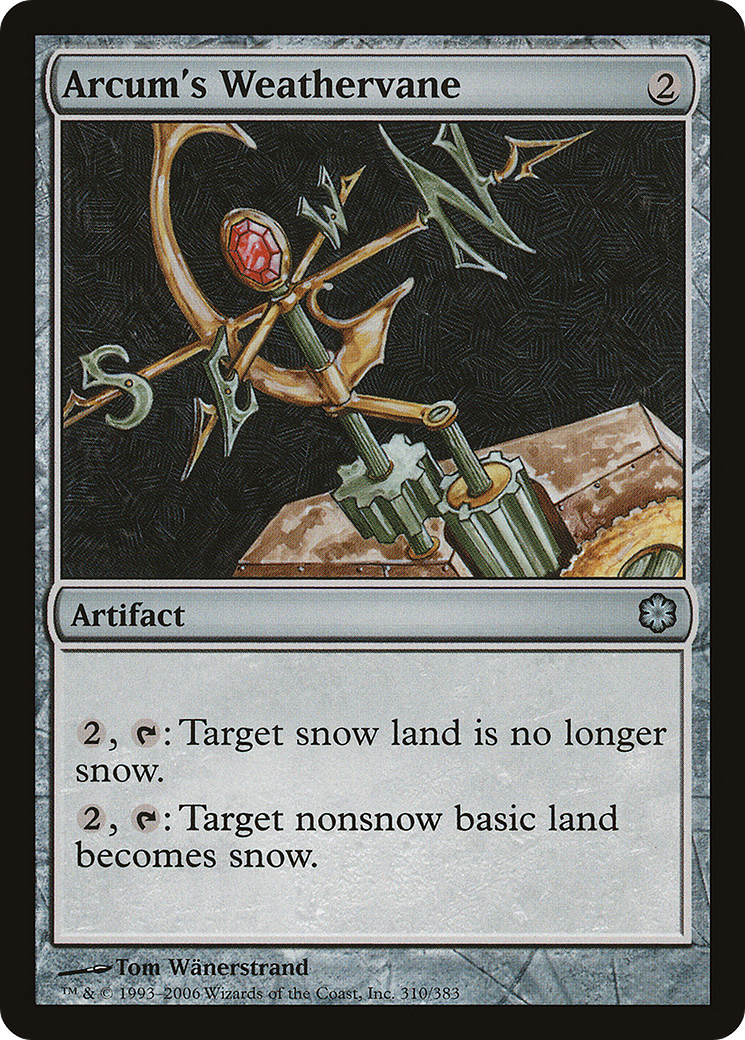 Arcum's Weathervane 2
W N
S E
Artifact
2, : Target snow land is no longer
snow.
2, : Target nonsnow basic land
becomes snow.
Tom Wänerstrand
™ & © 1993–2006 Wizards of the Coast, Inc. 310/383